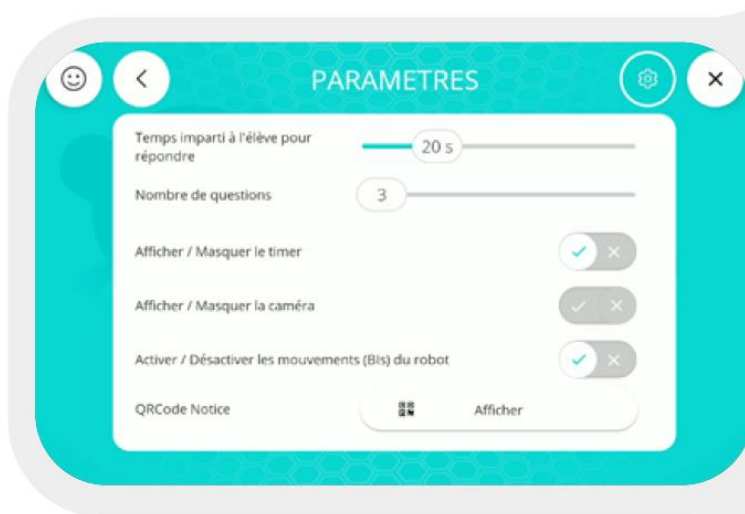 PARAMETRES
Temps imparti à l'élève pour
répondre
20 s
Nombre de questions
3
Afficher / Masquer le timer
Afficher / Masquer la caméra
Activer / Désactiver les mouvements (BIs) du robot
QRCode Notice
Afficher